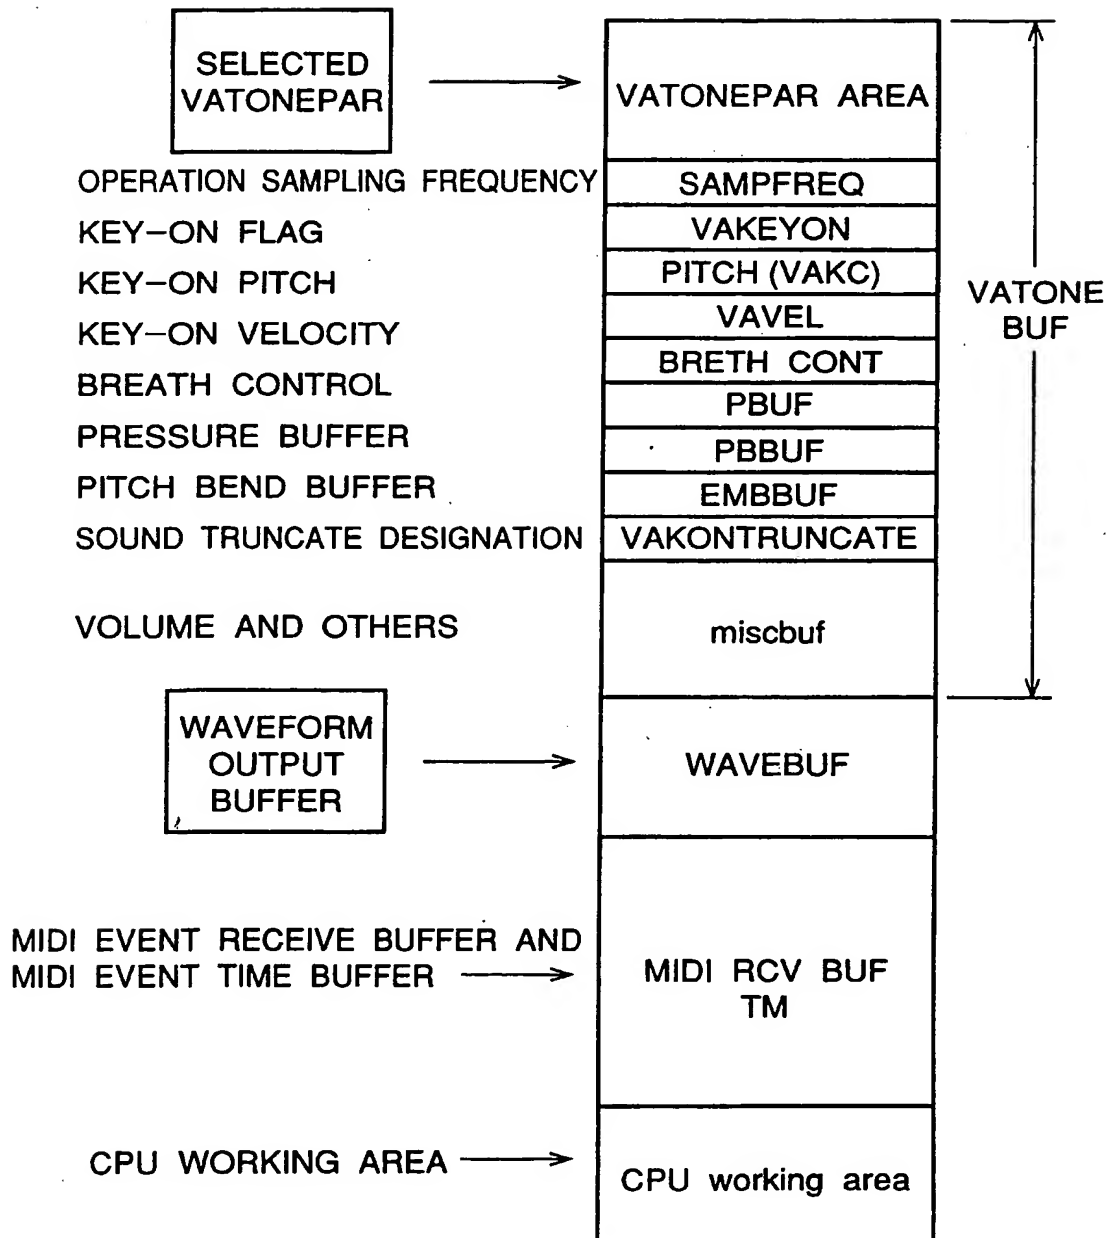 SELECTED
VATONEPAR
VATONEPAR AREA
OPERATION SAMPLING FREQUENCY
SAMPFREQ
KEY-ON FLAG
VAKEYON
KEY-ON PITCH
PITCH (VAKC)
KEY-ON VELOCITY
VAVEL
BREATH CONTROL
BRETH CONT
PRESSURE BUFFER
PBUF
PITCH BEND BUFFER
PBBUF
EMBBUF
SOUND TRUNCATE DESIGNATION
VAKONTRUNCATE
VOLUME AND OTHERS
miscbuf
VATONE
BUF
WAVEFORM
OUTPUT
BUFFER
WAVEBUF
MIDI EVENT RECEIVE BUFFER AND
MIDI EVENT TIME BUFFER
MIDI RCV BUF
TM
CPU WORKING AREA
CPU working area